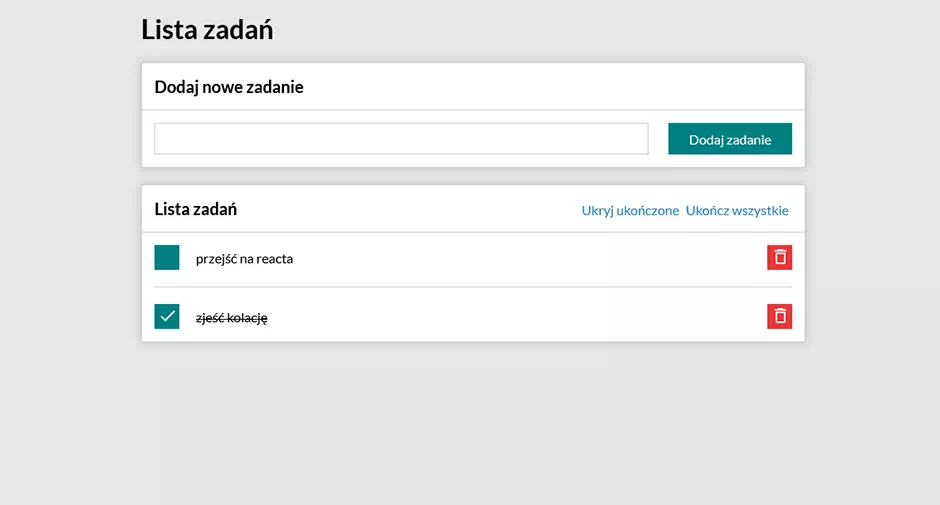 Lista zadań
Dodaj nowe zadanie
Dodaj zadanie
Lista zadań
Ukryj ukończone Ukończ wszystkie
przejść na reacta
zjeść kolację